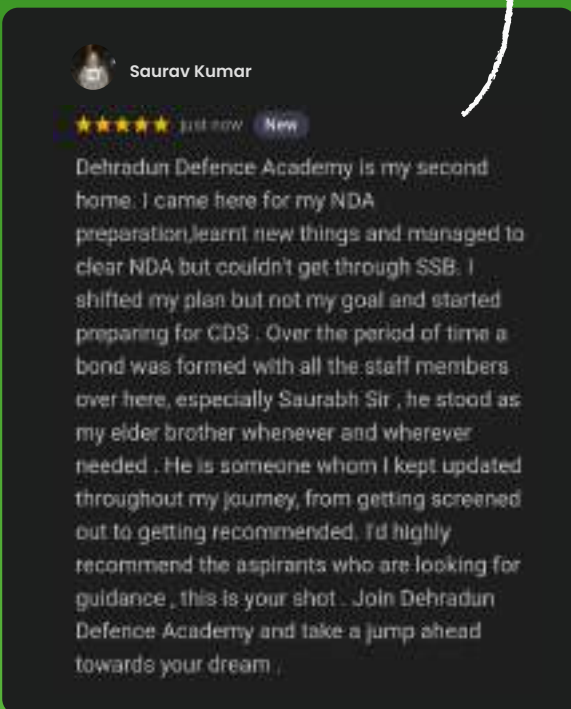 Saurav Kumar
just now New
Dehradun Defence Academy is my second
home. I came here for my NDA
preparation,learnt new things and managed to
clear NDA but couldn't get through SSB. I
shifted my plan but not my goal and started
preparing for CDS . Over the period of time a
bond was formed with all the staff members
over here, especially Saurabh Sir , he stood as
my elder brother whenever and wherever
needed . He is someone whom I kept updated
throughout my journey, from getting screened
out to getting recommended. I'd highly
recommend the aspirants who are looking for
guidance , this is your shot . Join Dehradun
Defence Academy and take a jump ahead
towards your dream .